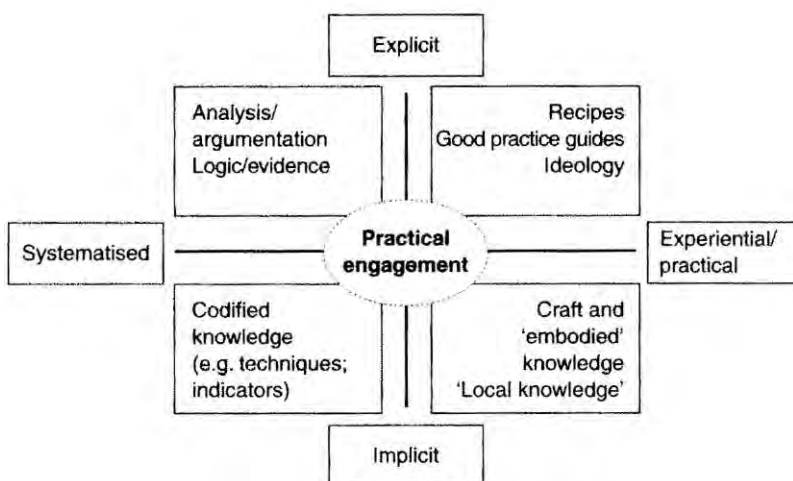 Explicit
Analysis/
argumentation
Logic/evidence
Recipes
Good practice guides
Ideology
Systematised
Practical
engagement
Experiential/
practical
Codified
knowledge
(e.g. techniques;
indicators)
Craft and
‘embodied’
knowledge
‘Local knowledge’
Implicit